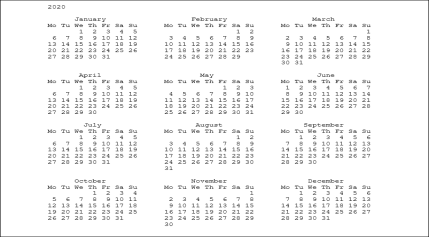 2020
January February March
Mo Tu We Th Fr Sa Su Mo Tu We Th Fr Sa Su Mo Tu We Th Fr Sa Su
1 2 3 4 5 1 2 1
6 7 8 9 10 11 12 3 4 5 6 7 8 9 2 3 4 5 6 7 8
13 14 15 16 17 18 19 10 11 12 13 14 15 16 9 10 11 12 13 14 15
20 21 22 23 24 25 26 17 18 19 20 21 22 23 16 17 18 19 20 21 22
27 28 29 30 31 24 25 26 27 28 29 23 24 25 26 27 28 29
30 31
April May June
Mo Tu We Th Fr Sa Su Mo Tu We Th Fr Sa Su Mo Tu We Th Fr Sa Su
1 2 3 4 5 1 2 3 1 2 3 4 5 6 7
6 7 8 9 10 11 12 4 5 6 7 8 9 10 8 9 10 11 12 13 14
13 14 15 16 17 18 19 11 12 13 14 15 16 17 15 16 17 18 19 20 21
20 21 22 23 24 25 26 18 19 20 21 22 23 24 22 23 24 25 26 27 28
27 28 29 30 25 26 27 28 29 30 31 29 30
July August September
Mo Tu We Th Fr Sa Su Mo Tu We Th Fr Sa Su Mo Tu We Th Fr Sa Su
1 2 3 4 5 1 2 1 2 3 4 5 6
6 7 8 9 10 11 12 3 4 5 6 7 8 9 7 8 9 10 11 12 13
13 14 15 16 17 18 19 10 11 12 13 14 15 16 14 15 16 17 18 19 20
20 21 22 23 24 25 26 17 18 19 20 21 22 23 21 22 23 24 25 26 27
27 28 29 30 31 24 25 26 27 28 29 30 28 29 30
31
October November December
Mo Tu We Th Fr Sa Su Mo Tu We Th Fr Sa Su Mo Tu We Th Fr Sa Su
1 2 3 4 1 1 2 3 4 5 6
5 6 7 8 9 10 11 2 3 4 5 6 7 8 7 8 9 10 11 12 13
12 13 14 15 16 17 18 9 10 11 12 13 14 15 14 15 16 17 18 19 20
19 20 21 22 23 24 25 16 17 18 19 20 21 22 21 22 23 24 25 26 27
26 27 28 29 30 31 23 24 25 26 27 28 29 28 29 30 31
30